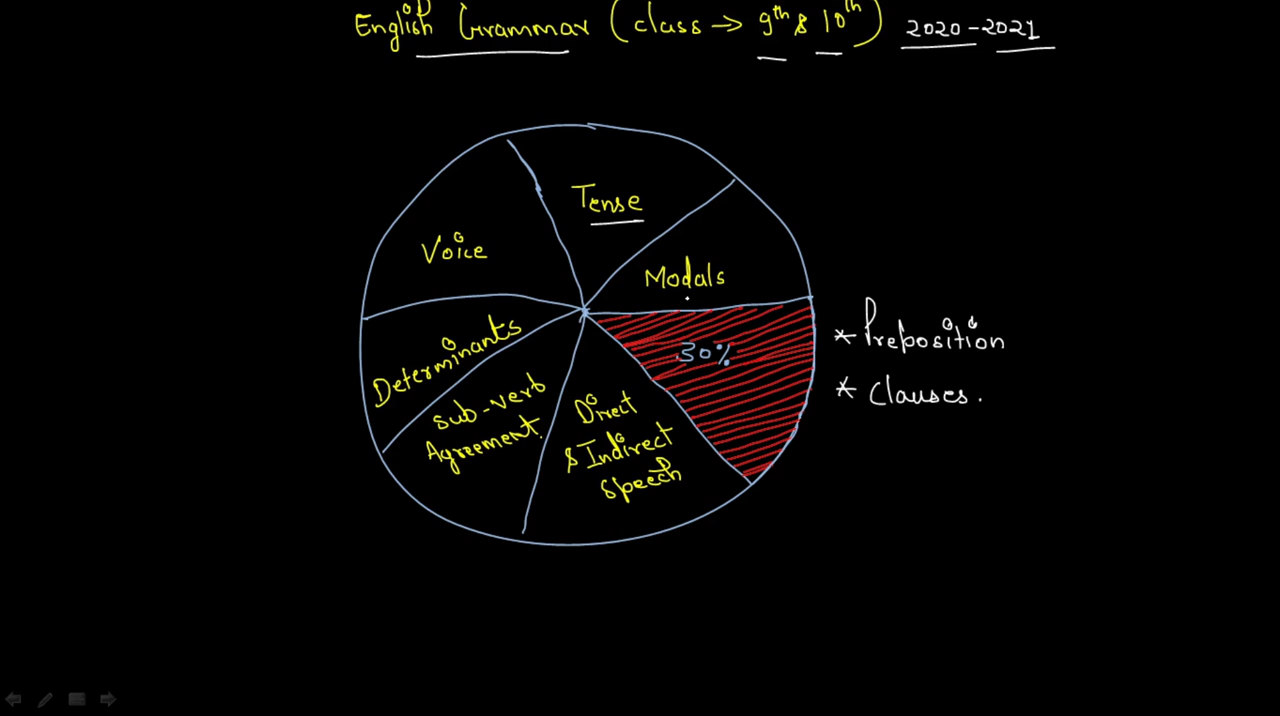 English Grammar (class → 9th & 10th) 2020-2021
Tense
Voice
Modals
Determinants
30%
* Preposition
* Clauses.
Sub-verb
Agreement.
Direct
& Indirect
Speech